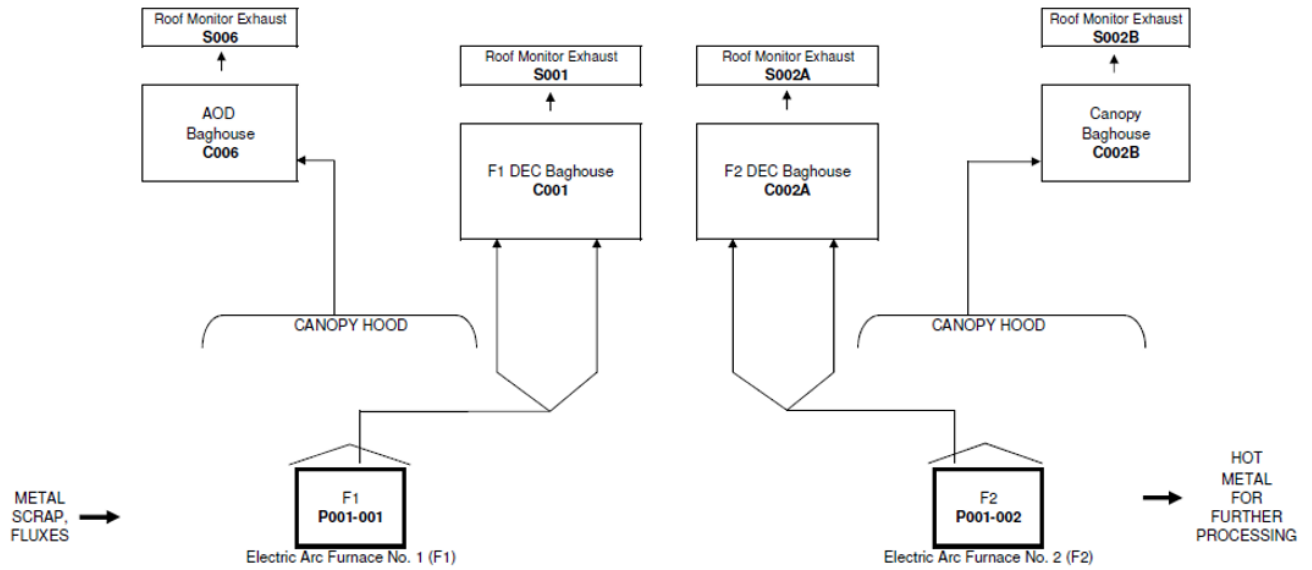 Roof Monitor Exhaust
S006
Roof Monitor Exhaust
S001
Roof Monitor Exhaust
S002A
Roof Monitor Exhaust
S002B
AOD
Baghouse
C006
F1 DEC Baghouse
C001
F2 DEC Baghouse
C002A
Canopy
Baghouse
C002B
CANOPY HOOD
CANOPY HOOD
METAL
SCRAP,
FLUXES
F1
P001-001
Electric Arc Furnace No. 1 (F1)
F2
P001-002
Electric Arc Furnace No. 2 (F2)
HOT
METAL
FOR
FURTHER
PROCESSING